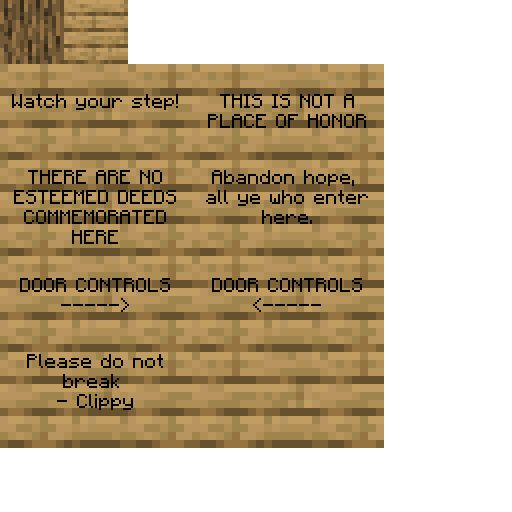 Watch your step!
THIS IS NOT A
PLACE OF HONOR
THERE ARE NO
ESTEEMED DEEDS
COMMEMORATED
HERE
Abandon hope,
all ye who enter
here.
DOOR CONTROLS
----->
DOOR CONTROLS
<-----
Please do not
break
- Clippy